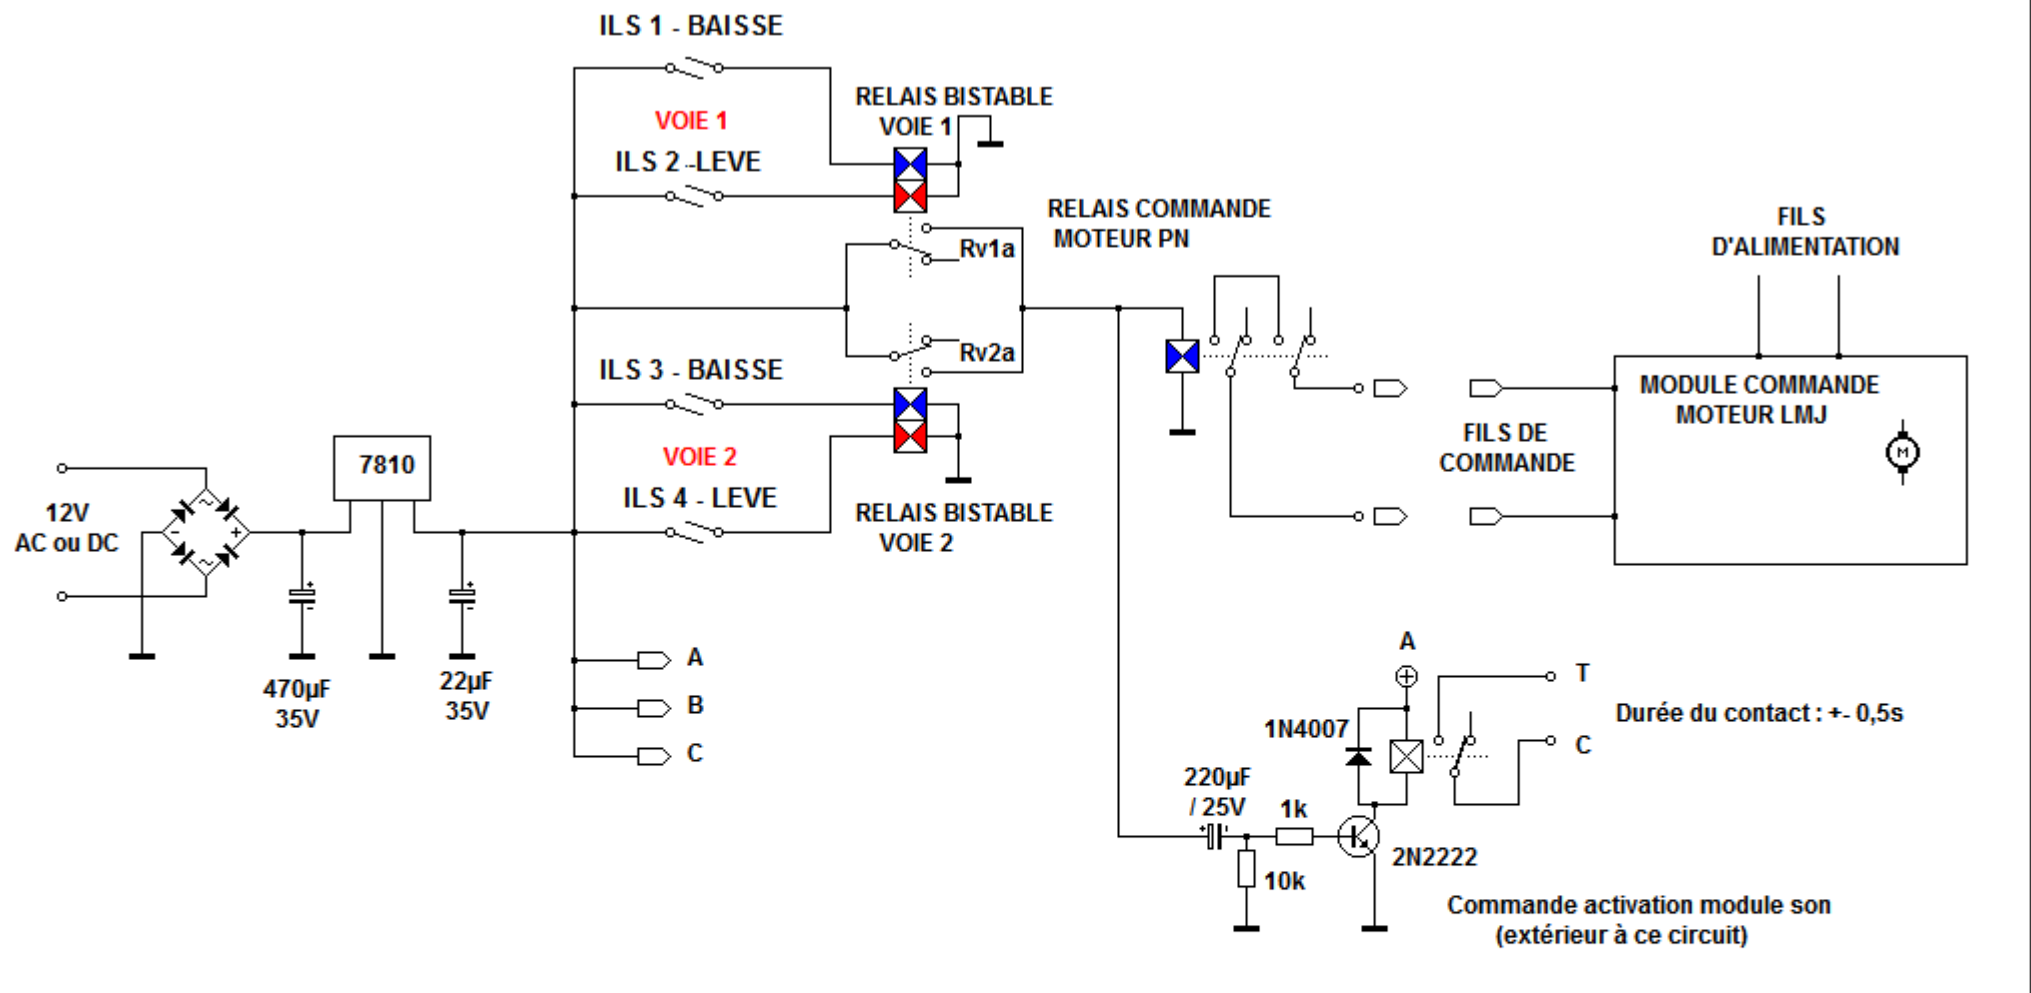 ILS 1 - BAISSE
VOIE 1
ILS 2 -LEVE
RELAIS BISTABLE
VOIE 1
Rv1a
Rv2a
RELAIS COMMANDE
MOTEUR PN
FILS
D'ALIMENTATION
ILS 3 - BAISSE
VOIE 2
ILS 4 - LEVE
RELAIS BISTABLE
VOIE 2
MODULE COMMANDE
MOTEUR LMJ
M
FILS DE
COMMANDE
7810
12V
AC ou DC
~
- +
~
+
-
470µF
35V
+
-
22µF
35V
A
B
C
A
+
T
C
Durée du contact : +- 0,5s
1N4007
220µF
/ 25V
+ -
1k
10k
2N2222
Commande activation module son
(extérieur à ce circuit)